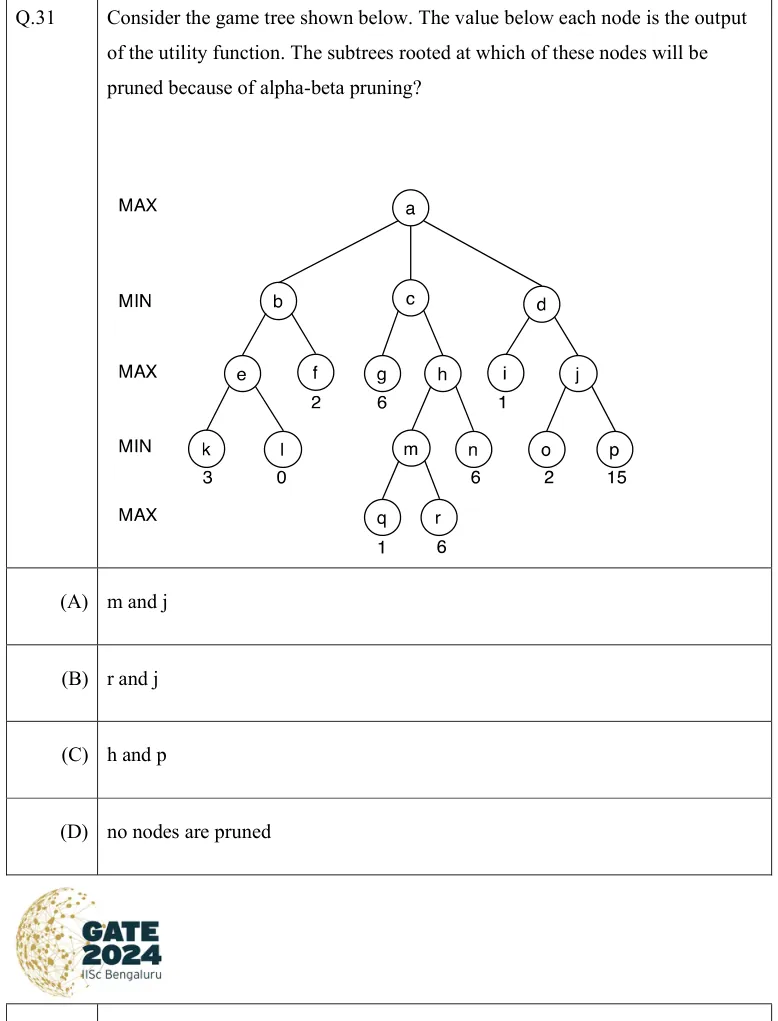 Q.31 Consider the game tree shown below. The value below each node is the output
of the utility function. The subtrees rooted at which of these nodes will be
pruned because of alpha-beta pruning?
MAX a
MIN b c d
MAX e f g h i j
2 6 1
MIN k l m n o p
3 0 6 2 15
MAX q r
1 6
(A) m and j
(B) r and j
(C) h and p
(D) no nodes are pruned
GATE
2024
IISc Bengaluru